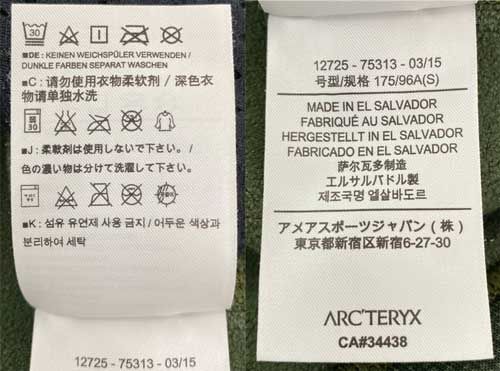 30
■DE: KEINEN WEICHSPÜLER VERWENDEN /
DUNKLE FARBEN SEPARAT WASCHEN
■C: 请勿使用衣物柔软剂 / 深色衣
物请单独水洗
30
■J: 柔軟剤は使用しないで下さい。/
色の濃い物は分けて洗濯して下さい。
■K: 섬유 유연제 사용 금지 / 어두운 색상과
분리하여 세탁
12725 - 75313 - 03/15
12725 - 75313 - 03/15
号型/规格 175/96A(S)
MADE IN EL SALVADOR
FABRIQUÉ AU SALVADOR
HERGESTELLT IN EL SALVADOR
FABRICADO EN EL SALVADOR
萨尔瓦多制造
エルサルバドル製
제조국명 엘살바도르
アメアスポーツジャパン (株)
東京都新宿区新宿6-27-30
ARC'TERYX
CA#34438